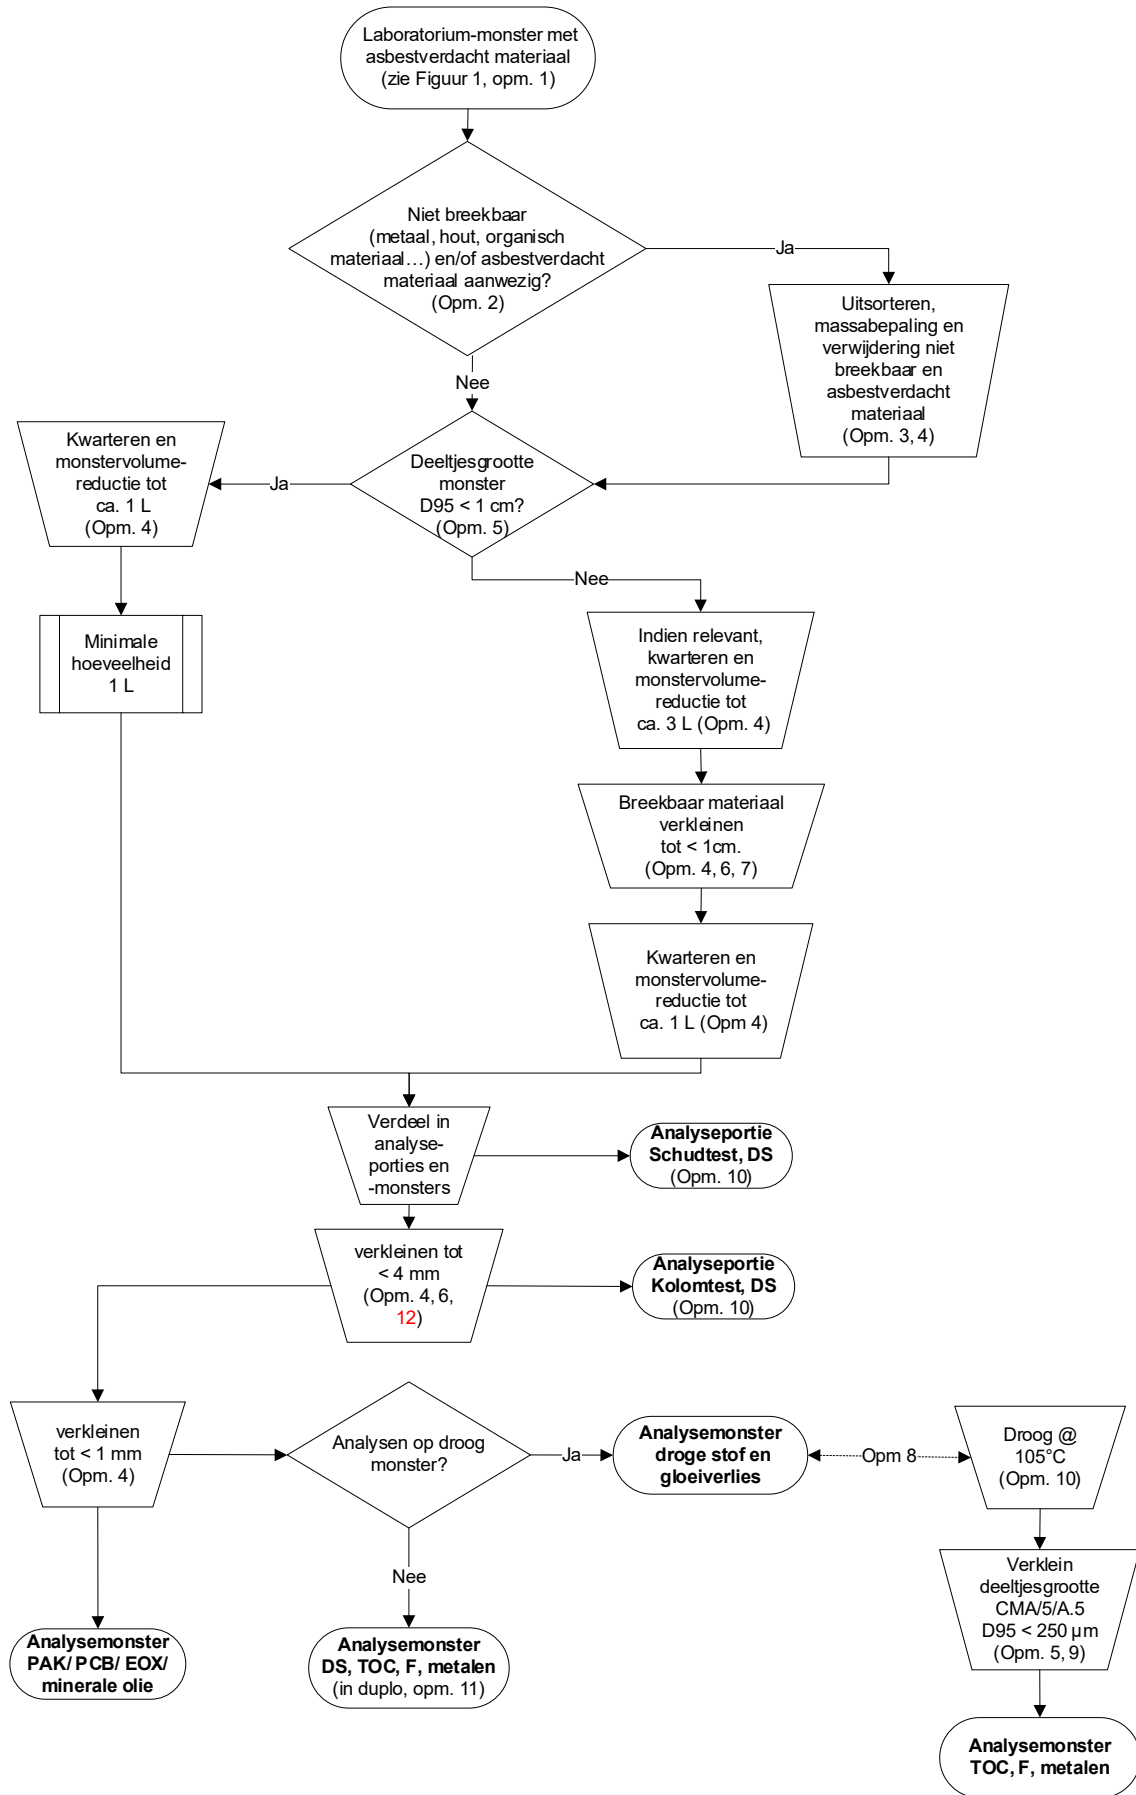 Laboratorium-monster met
asbestverdacht materiaal
(zie Figuur 1, opm. 1)
Niet breekbaar
(metaal, hout, organisch
materiaal…) en/of asbestverdacht
materiaal aanwezig?
(Opm. 2)
Ja
Uitsorteren,
massabepaling en
verwijdering niet
breekbaar en
asbestverdacht
materiaal
(Opm. 3, 4)
Nee
Deeltjesgrootte
monster
D95 < 1 cm?
(Opm. 5)
Ja
Kwarteren en
monstervolume-
reductie tot
ca. 1 L
(Opm. 4)
Minimale
hoeveelheid
1 L
Nee
Indien relevant,
kwarteren en
monstervolume-
reductie tot
ca. 3 L (Opm. 4)
Breekbaar materiaal
verkleinen
tot < 1cm.
(Opm. 4, 6, 7)
Kwarteren en
monstervolume-
reductie tot
ca. 1 L (Opm 4)
Verdeel in
analyse-
porties en
-monsters
Analyseportie
Schudtest, DS
(Opm. 10)
verkleinen tot
< 4 mm
(Opm. 4, 6,
12)
Analyseportie
Kolomtest, DS
(Opm. 10)
verkleinen
tot < 1 mm
(Opm. 4)
Analysen op droog
monster?
Ja
Analysemonster
droge stof en
gloeiverlies
Opm 8
Droog @
105°C
(Opm. 10)
Nee
Verklein
deeltjesgrootte
CMA/5/A.5
D95 < 250 µm
(Opm. 5, 9)
Analysemonster
PAK/ PCB/ EOX/
minerale olie
Analysemonster
DS, TOC, F, metalen
(in duplo, opm. 11)
Analysemonster
TOC, F, metalen